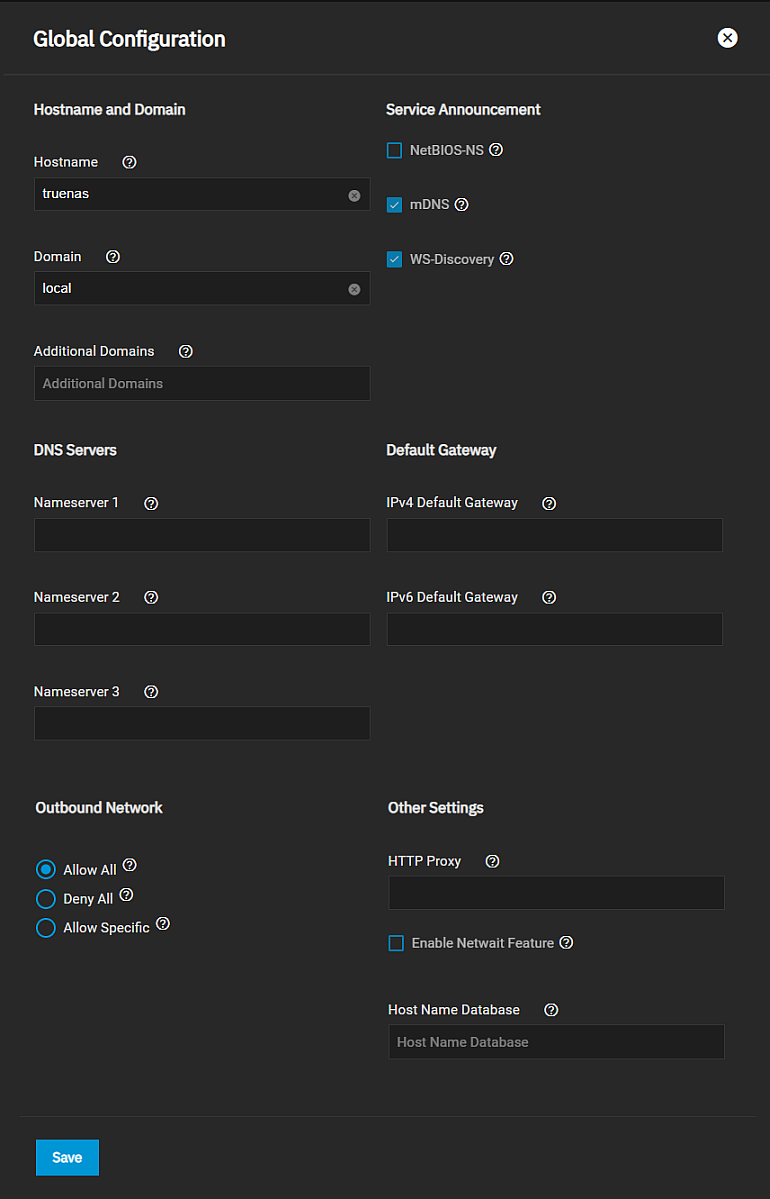 Global Configuration
Hostname and Domain
Hostname
truenas
Domain
local
Additional Domains
Additional Domains
Service Announcement
NetBIOS-NS
mDNS
WS-Discovery
DNS Servers
Nameserver 1
Nameserver 2
Nameserver 3
Default Gateway
IPv4 Default Gateway
IPv6 Default Gateway
Outbound Network
Allow All
Deny All
Allow Specific
Other Settings
HTTP Proxy
Enable Netwait Feature
Host Name Database
Host Name Database
Save